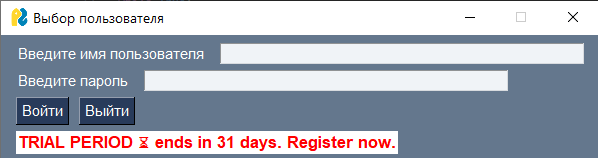 Выбор пользователя
Введите имя пользователя
Введите пароль
Войти Выйти
TRIAL PERIOD ⏳ ends in 31 days. Register now.